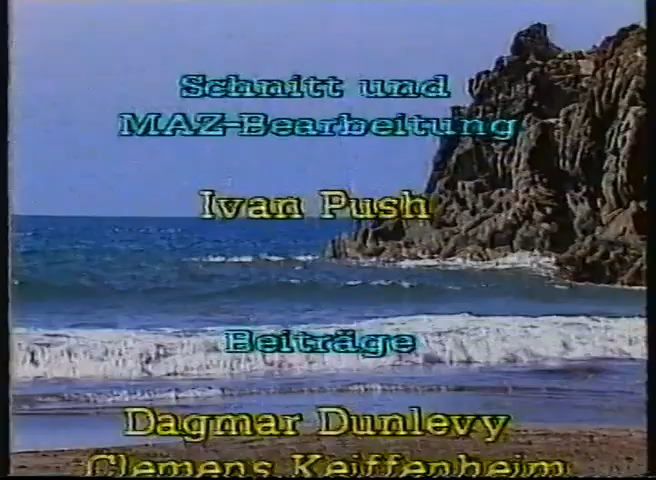 Schnitt und
MAZ-Bearbeitung
Ivan Push
Beiträge
Dagmar Dunlevy
Clemens Keiffenheim